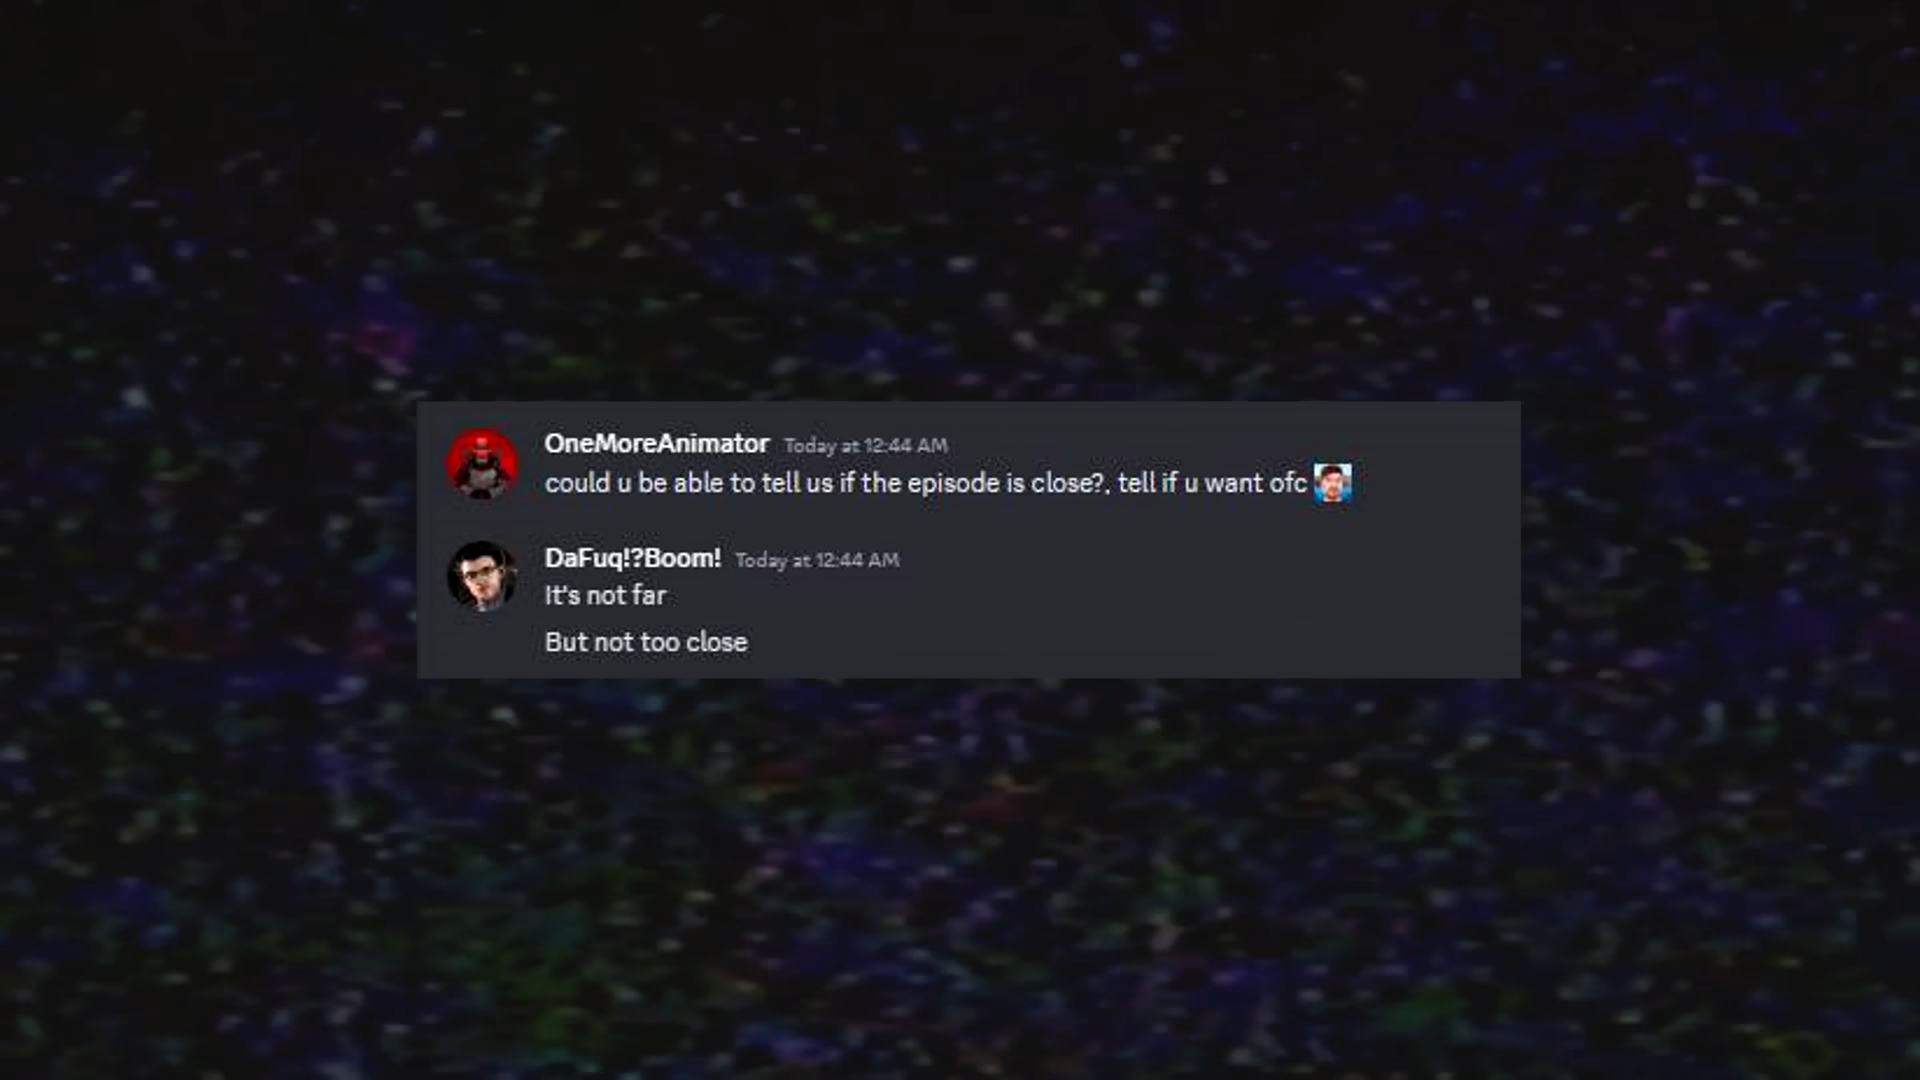 OneMoreAnimator Today at 12:44 AM
could u be able to tell us if the episode is close?, tell if u want ofc
DaFuq!?Boom! Today at 12:44 AM
It's not far
But not too close